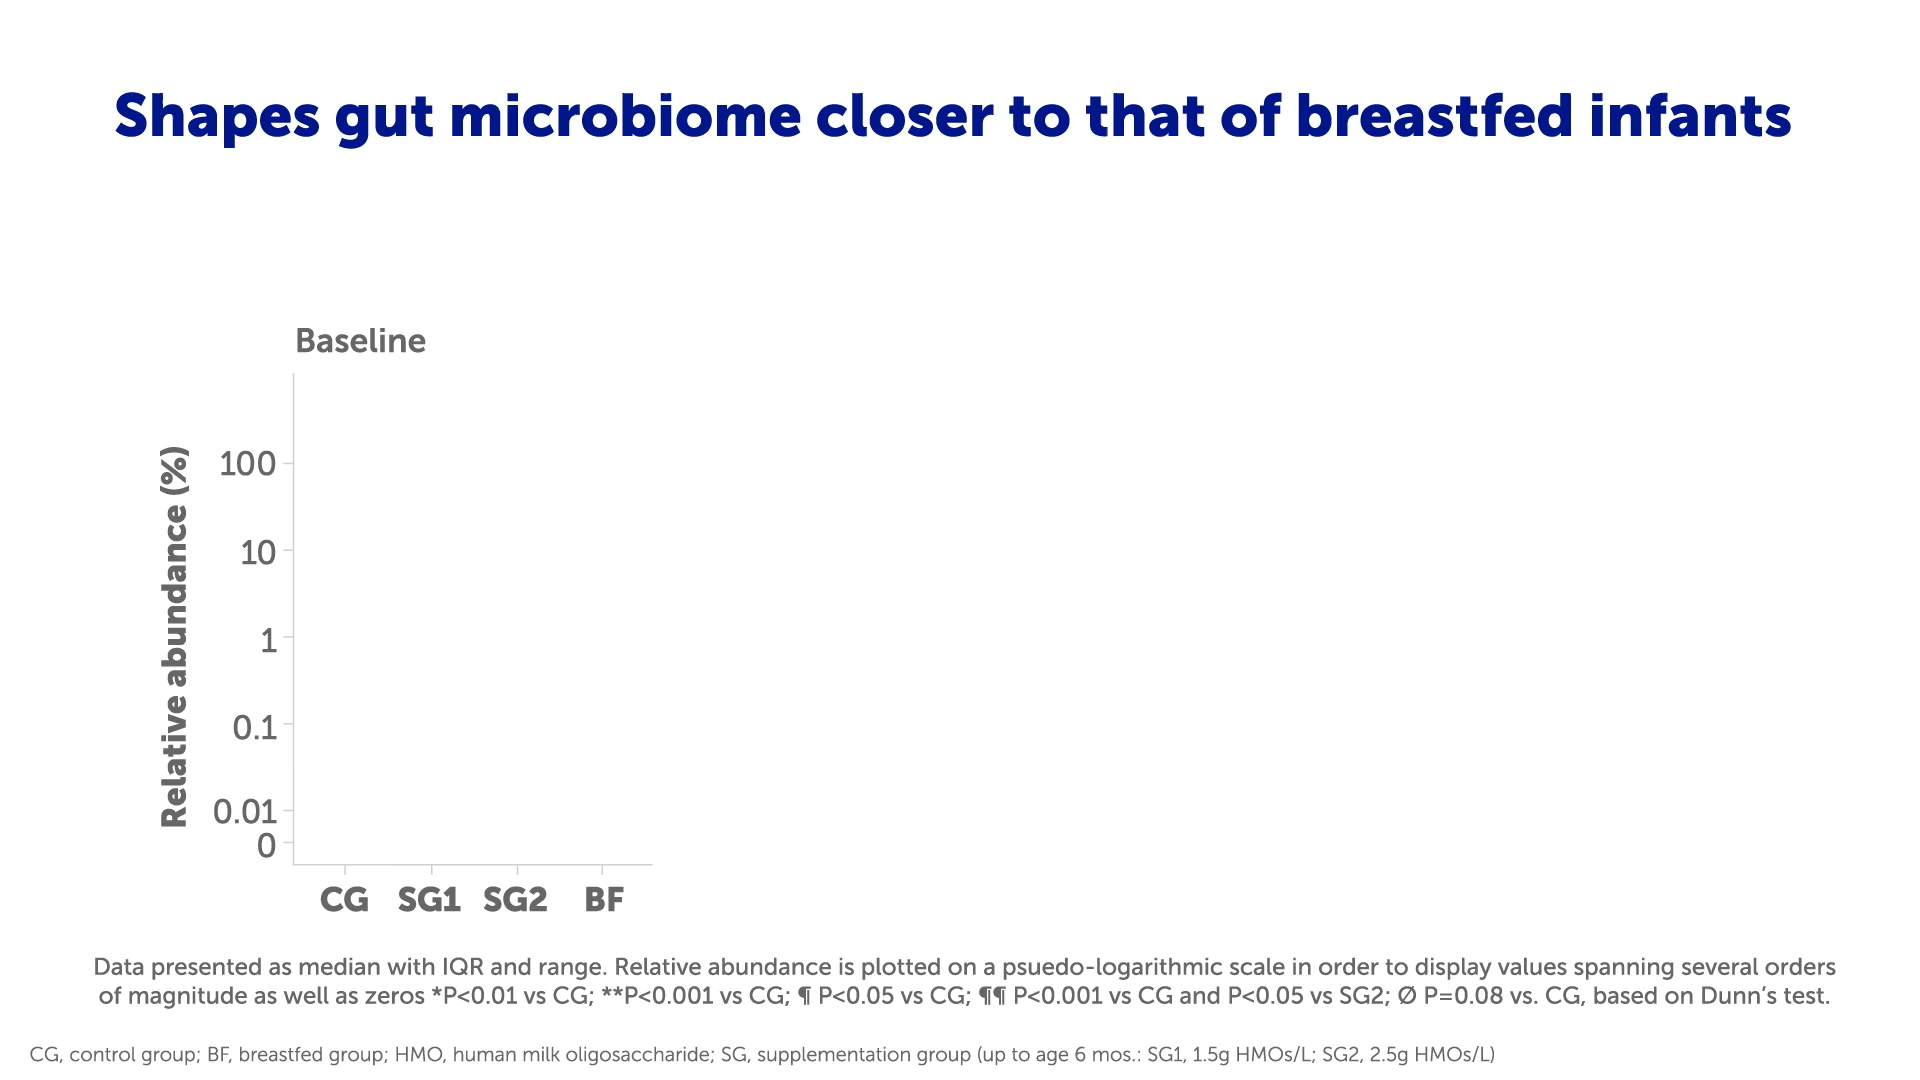 Shapes gut microbiome closer to that of breastfed infants
Baseline
Relative abundance (%)
100
10
1
0.1
0.01
0
CG SG1 SG2 BF
Data presented as median with IQR and range. Relative abundance is plotted on a psuedo-logarithmic scale in order to display values spanning several orders
of magnitude as well as zeros *P<0.01 vs CG; **P<0.001 vs CG; ¶ P<0.05 vs CG; ¶¶ P<0.001 vs CG and P<0.05 vs SG2; Ø P=0.08 vs. CG, based on Dunn’s test.
CG, control group; BF, breastfed group; HMO, human milk oligosaccharide; SG, supplementation group (up to age 6 mos.: SG1, 1.5g HMOs/L; SG2, 2.5g HMOs/L)